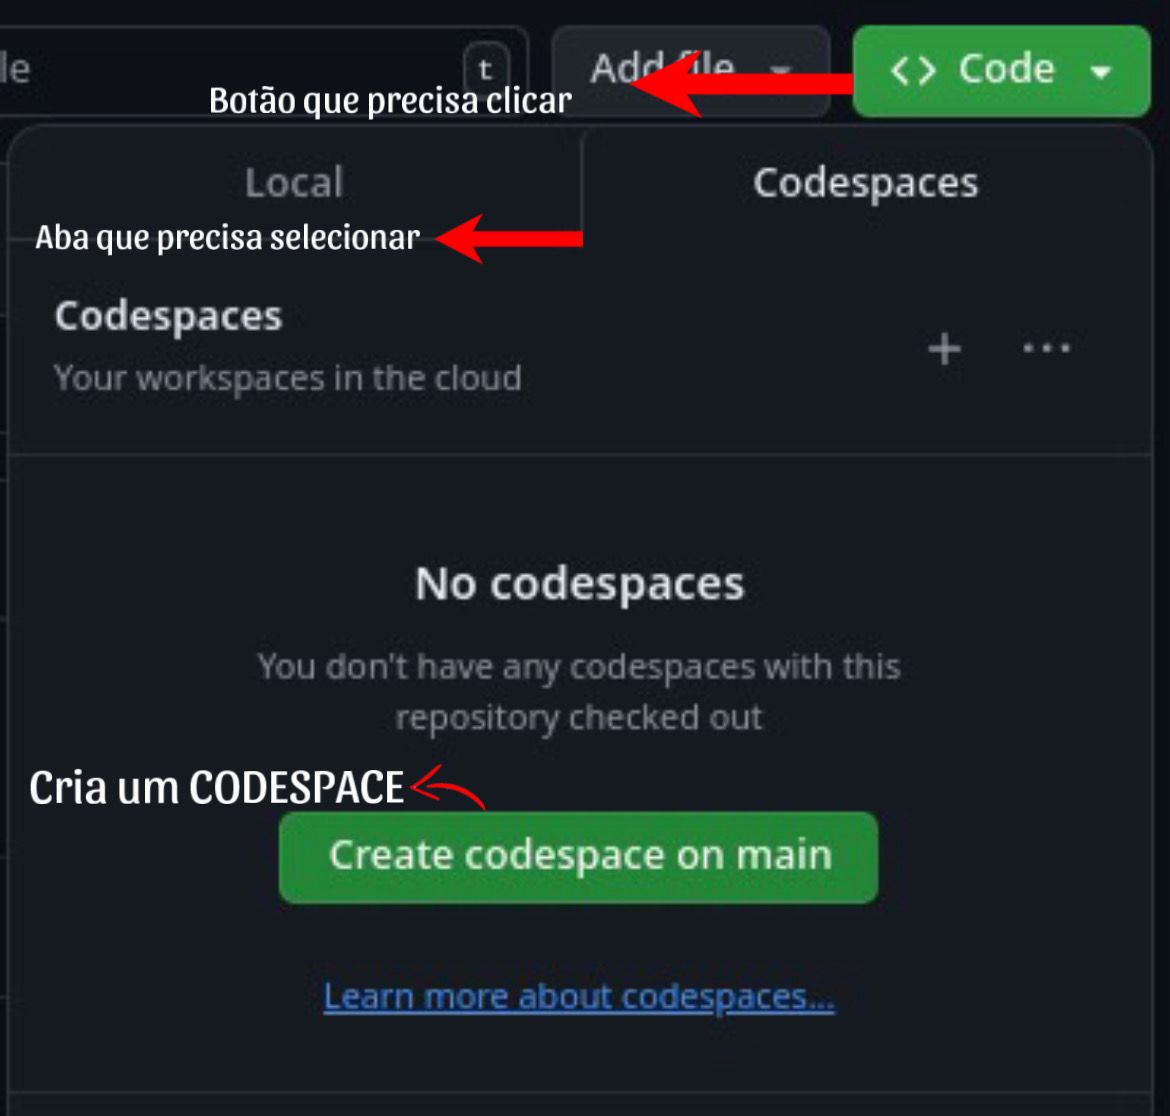 le
t
Add file
<> Code
Botão que precisa clicar
Local
Codespaces
Aba que precisa selecionar
Codespaces
Your workspaces in the cloud
No codespaces
You don't have any codespaces with this
repository checked out
Cria um CODESPACE
Create codespace on main
Learn more about codespaces...